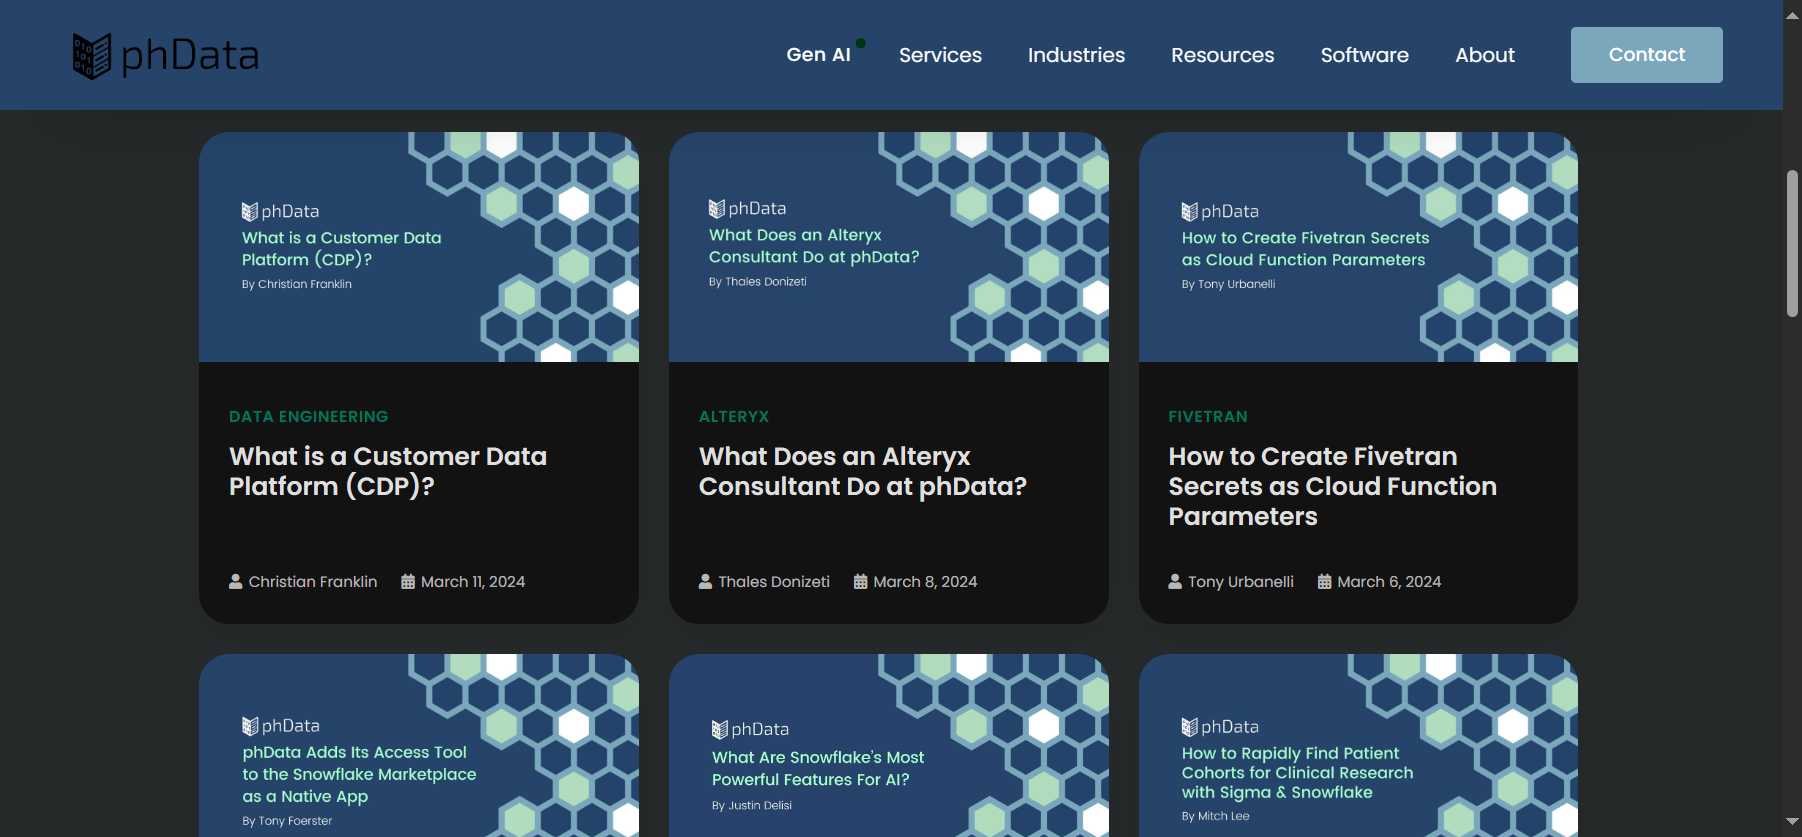 phData
Gen AI
Services
Industries
Resources
Software
About
Contact
phData
What is a Customer Data
Platform (CDP)?
By Christian Franklin
DATA ENGINEERING
What is a Customer Data
Platform (CDP)?
Christian Franklin
March 11, 2024
phData
What Does an Alteryx
Consultant Do at phData?
By Thales Donizeti
ALTERYX
What Does an Alteryx
Consultant Do at phData?
Thales Donizeti
March 8, 2024
phData
How to Create Fivetran Secrets
as Cloud Function Parameters
By Tony Urbanelli
FIVETRAN
How to Create Fivetran
Secrets as Cloud Function
Parameters
Tony Urbanelli
March 6, 2024
phData
phData Adds Its Access Tool
to the Snowflake Marketplace
as a Native App
By Tony Foerster
phData
What Are Snowflake's Most
Powerful Features For AI?
By Justin Delisi
phData
How to Rapidly Find Patient
Cohorts for Clinical Research
with Sigma & Snowflake
By Mitch Lee